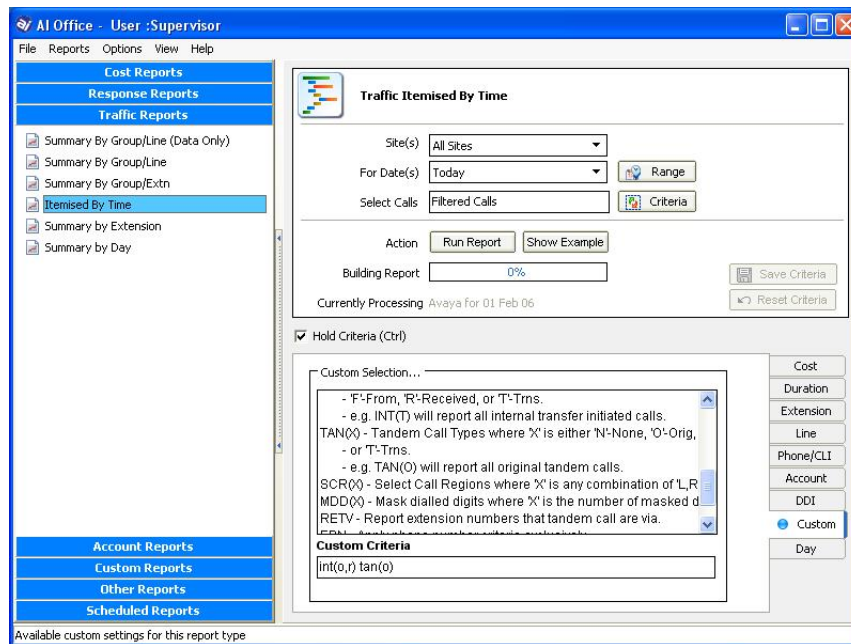 AI Office - User :Supervisor
File Reports Options View Help
Cost Reports
Response Reports
Traffic Reports
Summary By Group/Line (Data Only)
Summary By Group/Line
Summary By Group/Extn
Itemised By Time
Summary by Extension
Summary by Day
Account Reports
Custom Reports
Other Reports
Scheduled Reports
Traffic Itemised By Time
Site(s) All Sites
For Date(s) Today Range
Select Calls Filtered Calls Criteria
Action Run Report Show Example
Building Report 0% Save Criteria
Currently Processing Avaya for 01 Feb 06 Reset Criteria
Hold Criteria (Ctrl)
Custom Selection...
- 'F'-From, 'R'-Received, or 'T'-Trns.
- e.g. INT(T) will report all internal transfer initiated calls.
TAN(X) - Tandem Call Types where 'X' is either 'N'-None, 'O'-Orig,
- or 'T'-Trns.
- e.g. TAN(O) will report all original tandem calls.
SCR(X) - Select Call Regions where 'X' is any combination of 'L,R
MDD(X) - Mask dialled digits where 'X' is the number of masked d
RETV - Report extension numbers that tandem call are via.
Custom Criteria
int(o,r) tan(o)
Cost
Duration
Extension
Line
Phone/CLI
Account
DDI
Custom
Day
Available custom settings for this report type